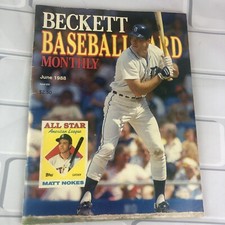 BECKETT
BASEBALL CARD
MONTHLY
June 1988
ALL STAR
American League
MATT NOKES